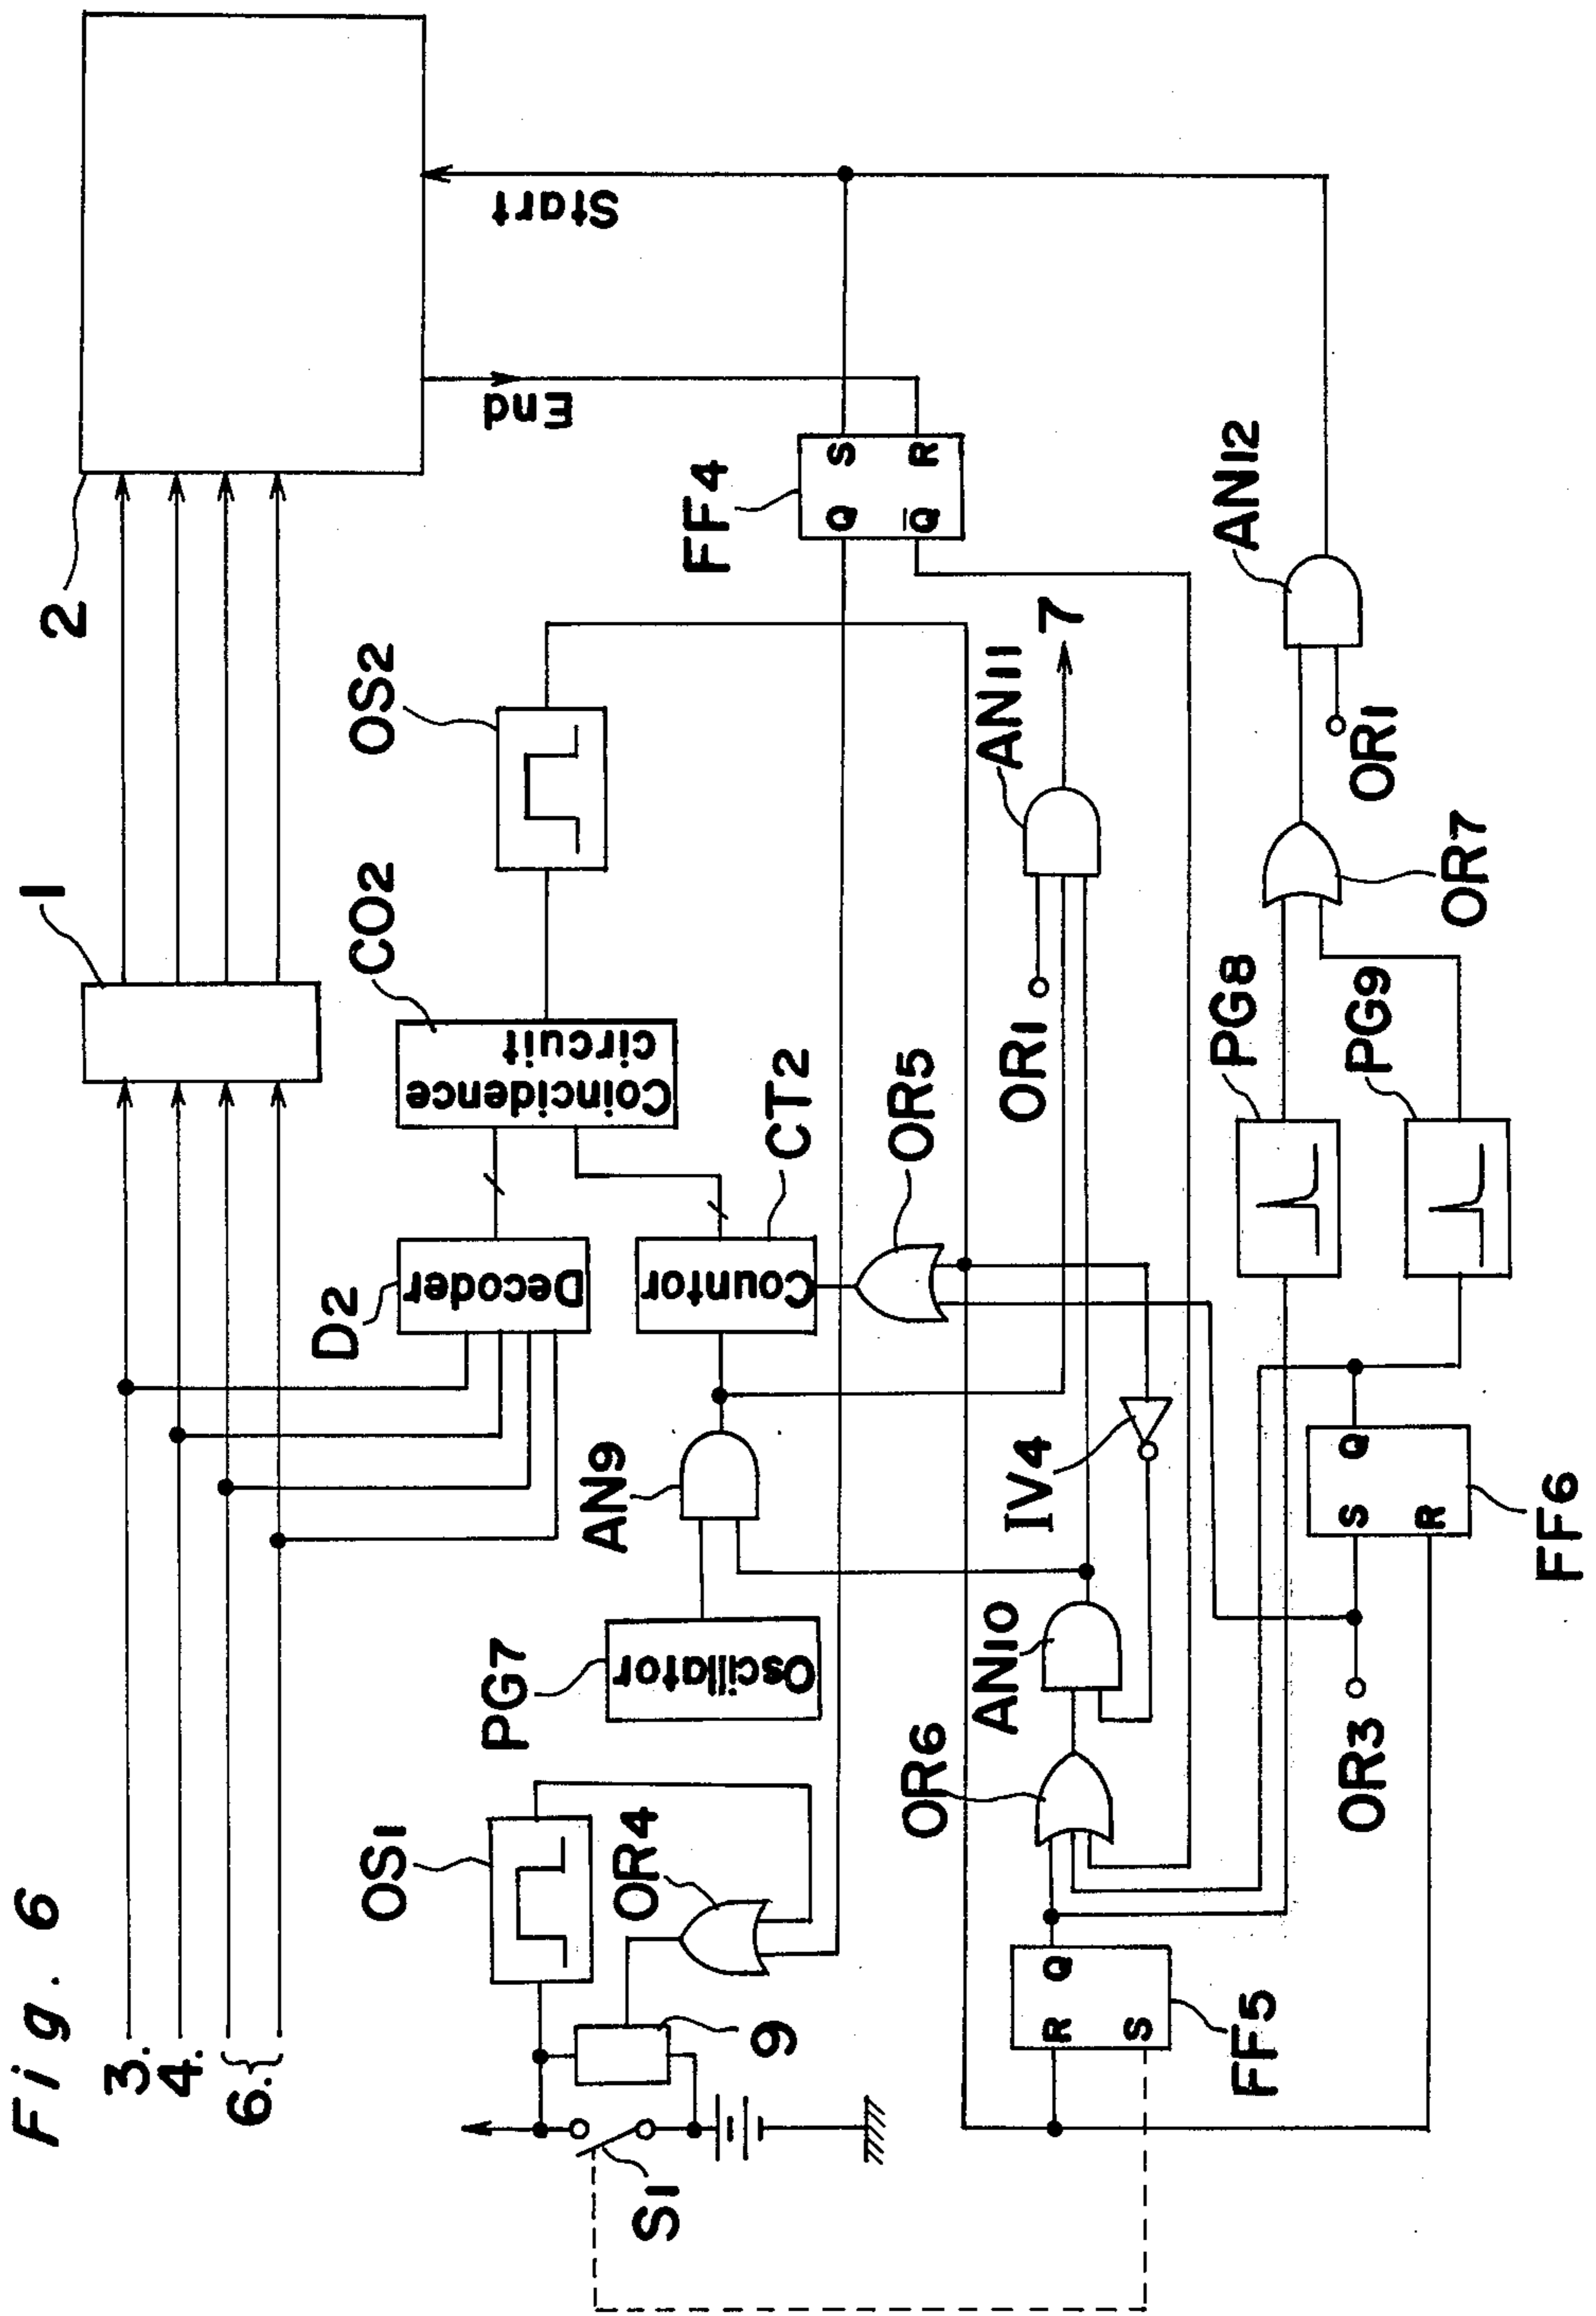 Fig. 6
3.
4.
6.
1
2
Start
End
D2
Decoder
CO2
Coincidence
circuit
OS2
FF4
S
Q
R
Q̅
PG7
Oscillator
AN9
Countor
CT2
OR5
OS1
OR4
9
S1
OR6
AN10
IV4
OR1
AN11
7
FF5
R
Q
S
OR3
S
Q
R
FF6
PG8
PG9
OR7
OR1
AN12